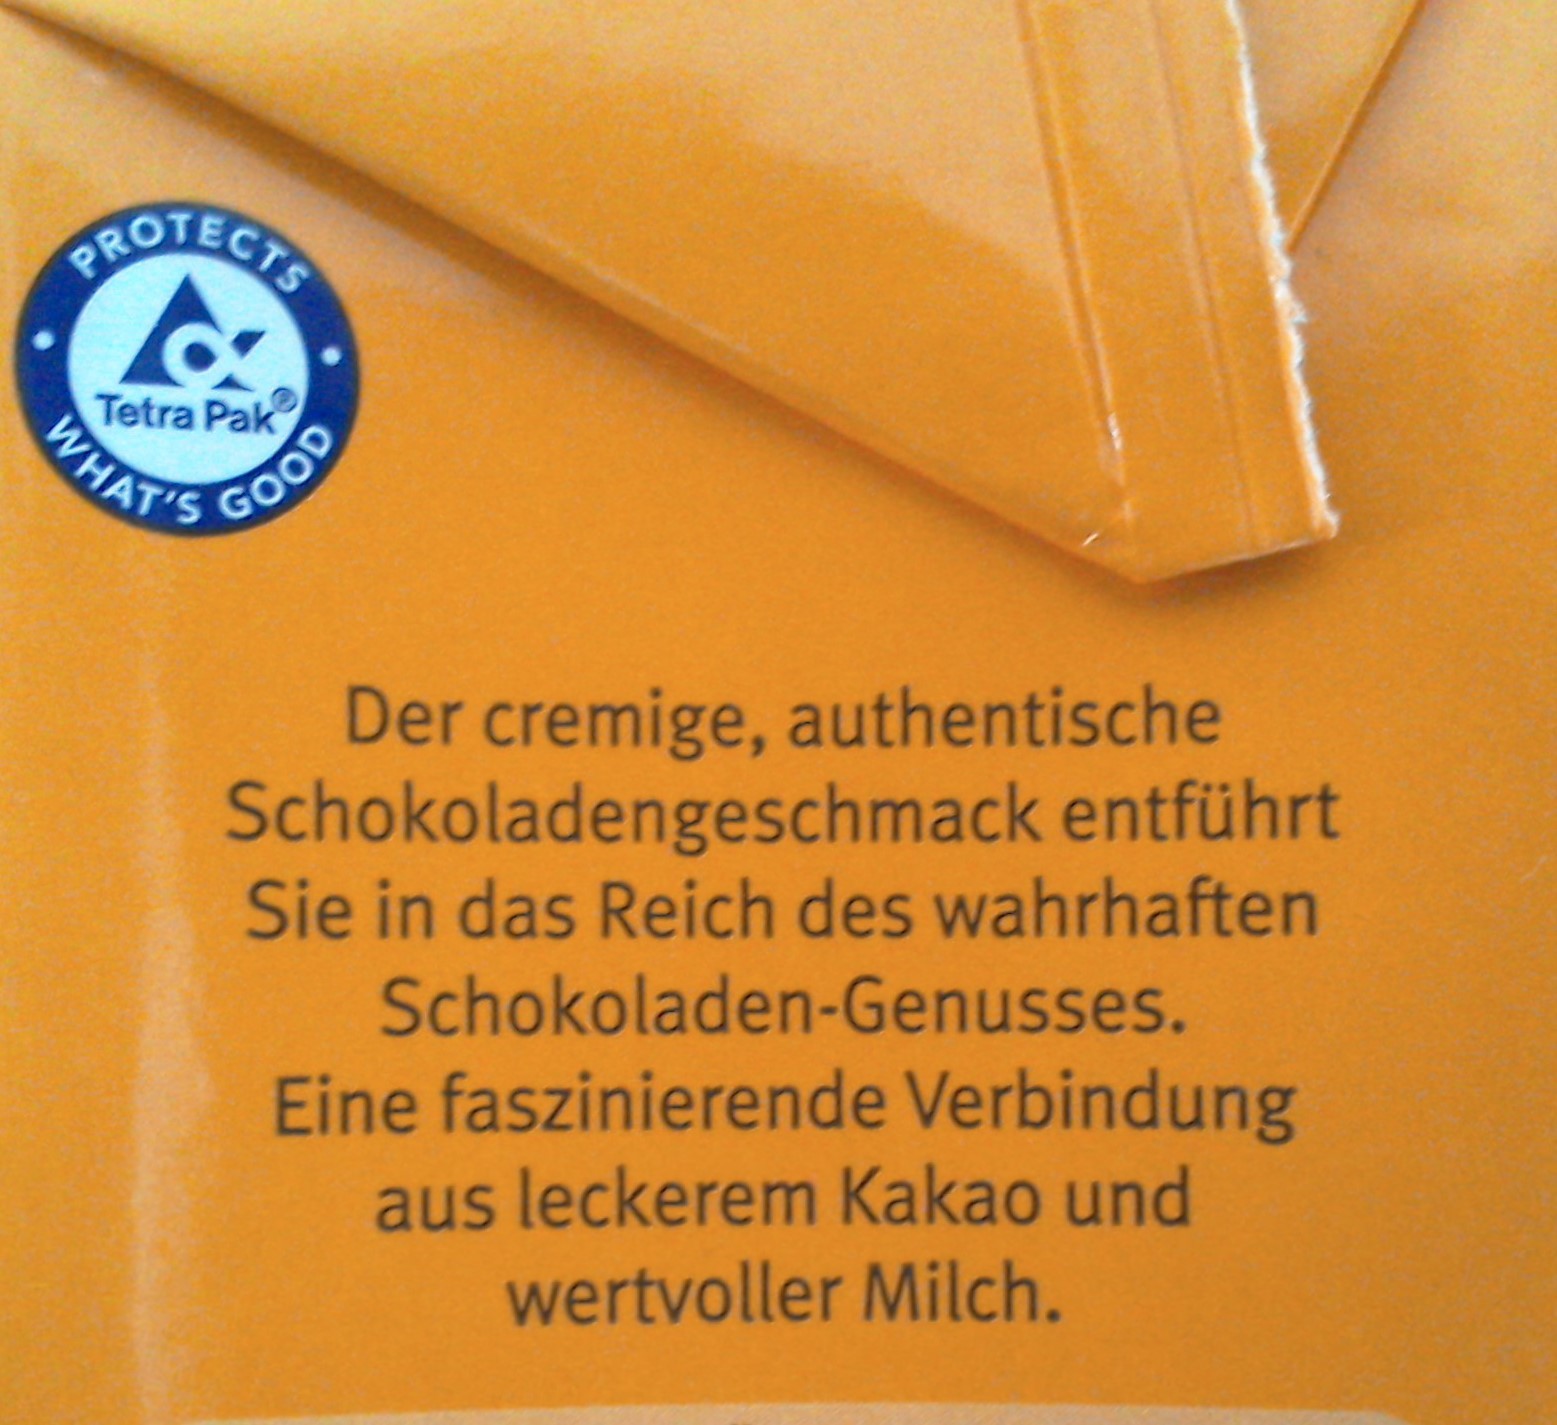 PROTECTS
Tetra Pak®
WHAT'S GOOD
Der cremige, authentische
Schokoladengeschmack entführt
Sie in das Reich des wahrhaften
Schokoladen-Genusses.
Eine faszinierende Verbindung
aus leckerem Kakao und
wertvoller Milch.